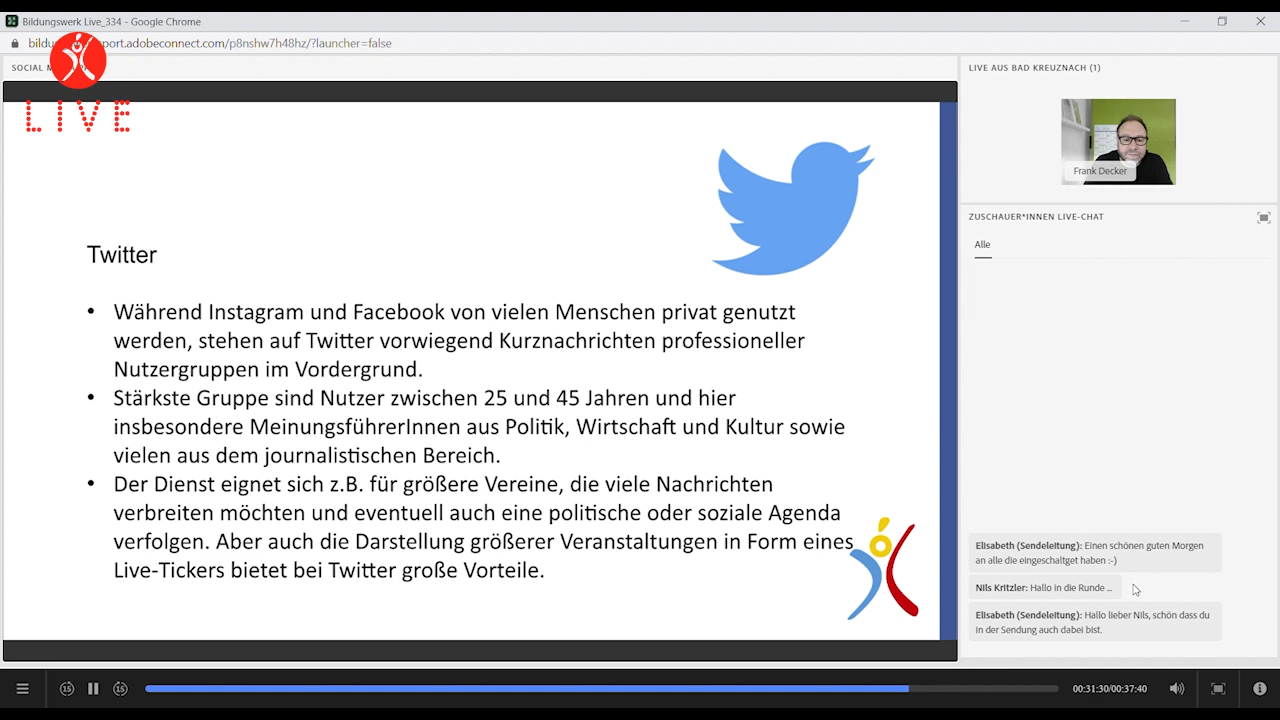 Bildungswerk Live_334 - Google Chrome
bildu port.adobeconnect.com/p8nshw7h48hz/?launcher=false
SOCIAL M
LIVE
Twitter
• Während Instagram und Facebook von vielen Menschen privat genutzt
werden, stehen auf Twitter vorwiegend Kurznachrichten professioneller
Nutzergruppen im Vordergrund.
• Stärkste Gruppe sind Nutzer zwischen 25 und 45 Jahren und hier
insbesondere MeinungsführerInnen aus Politik, Wirtschaft und Kultur sowie
vielen aus dem journalistischen Bereich.
• Der Dienst eignet sich z.B. für größere Vereine, die viele Nachrichten
verbreiten möchten und eventuell auch eine politische oder soziale Agenda
verfolgen. Aber auch die Darstellung größerer Veranstaltungen in Form eines
Live-Tickers bietet bei Twitter große Vorteile.
LIVE AUS BAD KREUZNACH (1)
Frank Decker
ZUSCHAUER*INNEN LIVE-CHAT
Alle
Elisabeth (Sendeleitung): Einen schönen guten Morgen
an alle die eingeschaltget haben :-)
Nils Kritzler: Hallo in die Runde ...
Elisabeth (Sendeleitung): Hallo lieber Nils, schön dass du
in der Sendung auch dabei bist.
15
15
00:31:30/00:37:40